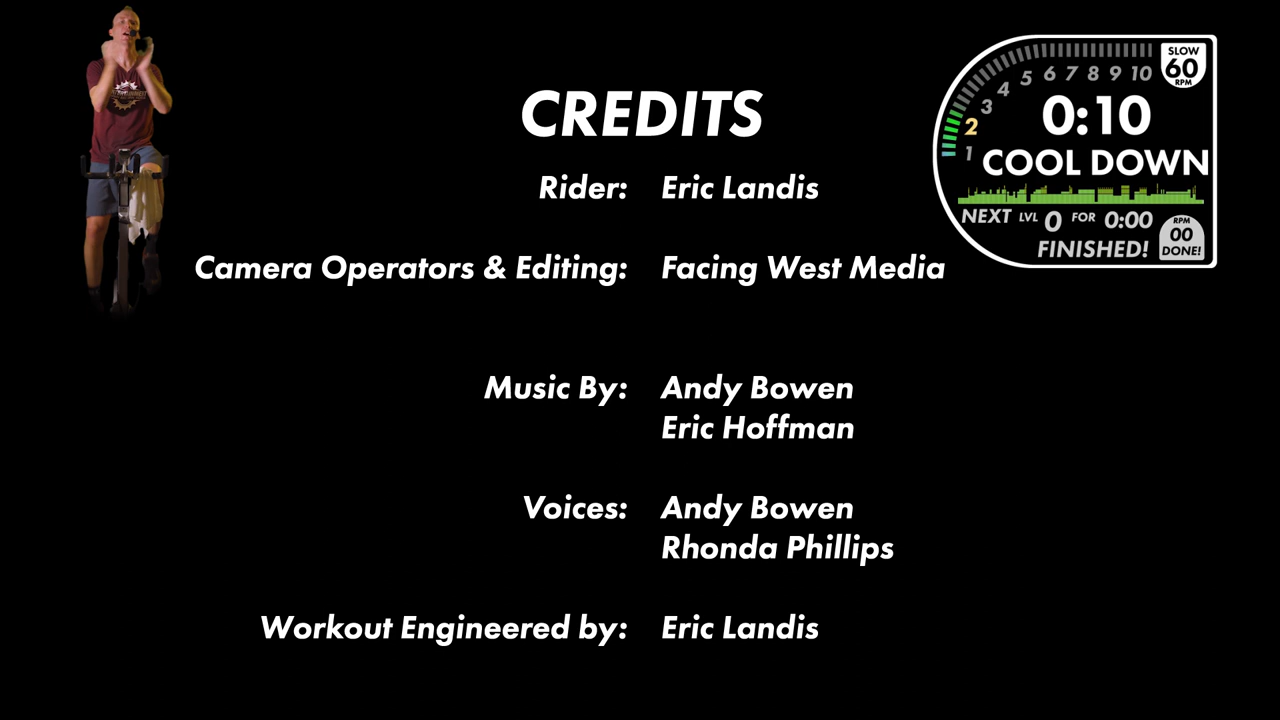 CREDITS
Rider: Eric Landis
Camera Operators & Editing: Facing West Media
Music By: Andy Bowen
Eric Hoffman
Voices: Andy Bowen
Rhonda Phillips
Workout Engineered by: Eric Landis
1 2 3 4 5 6 7 8 9 10
SLOW
60
RPM
0:10
COOL DOWN
NEXT LVL 0 FOR 0:00
FINISHED!
RPM
00
DONE!